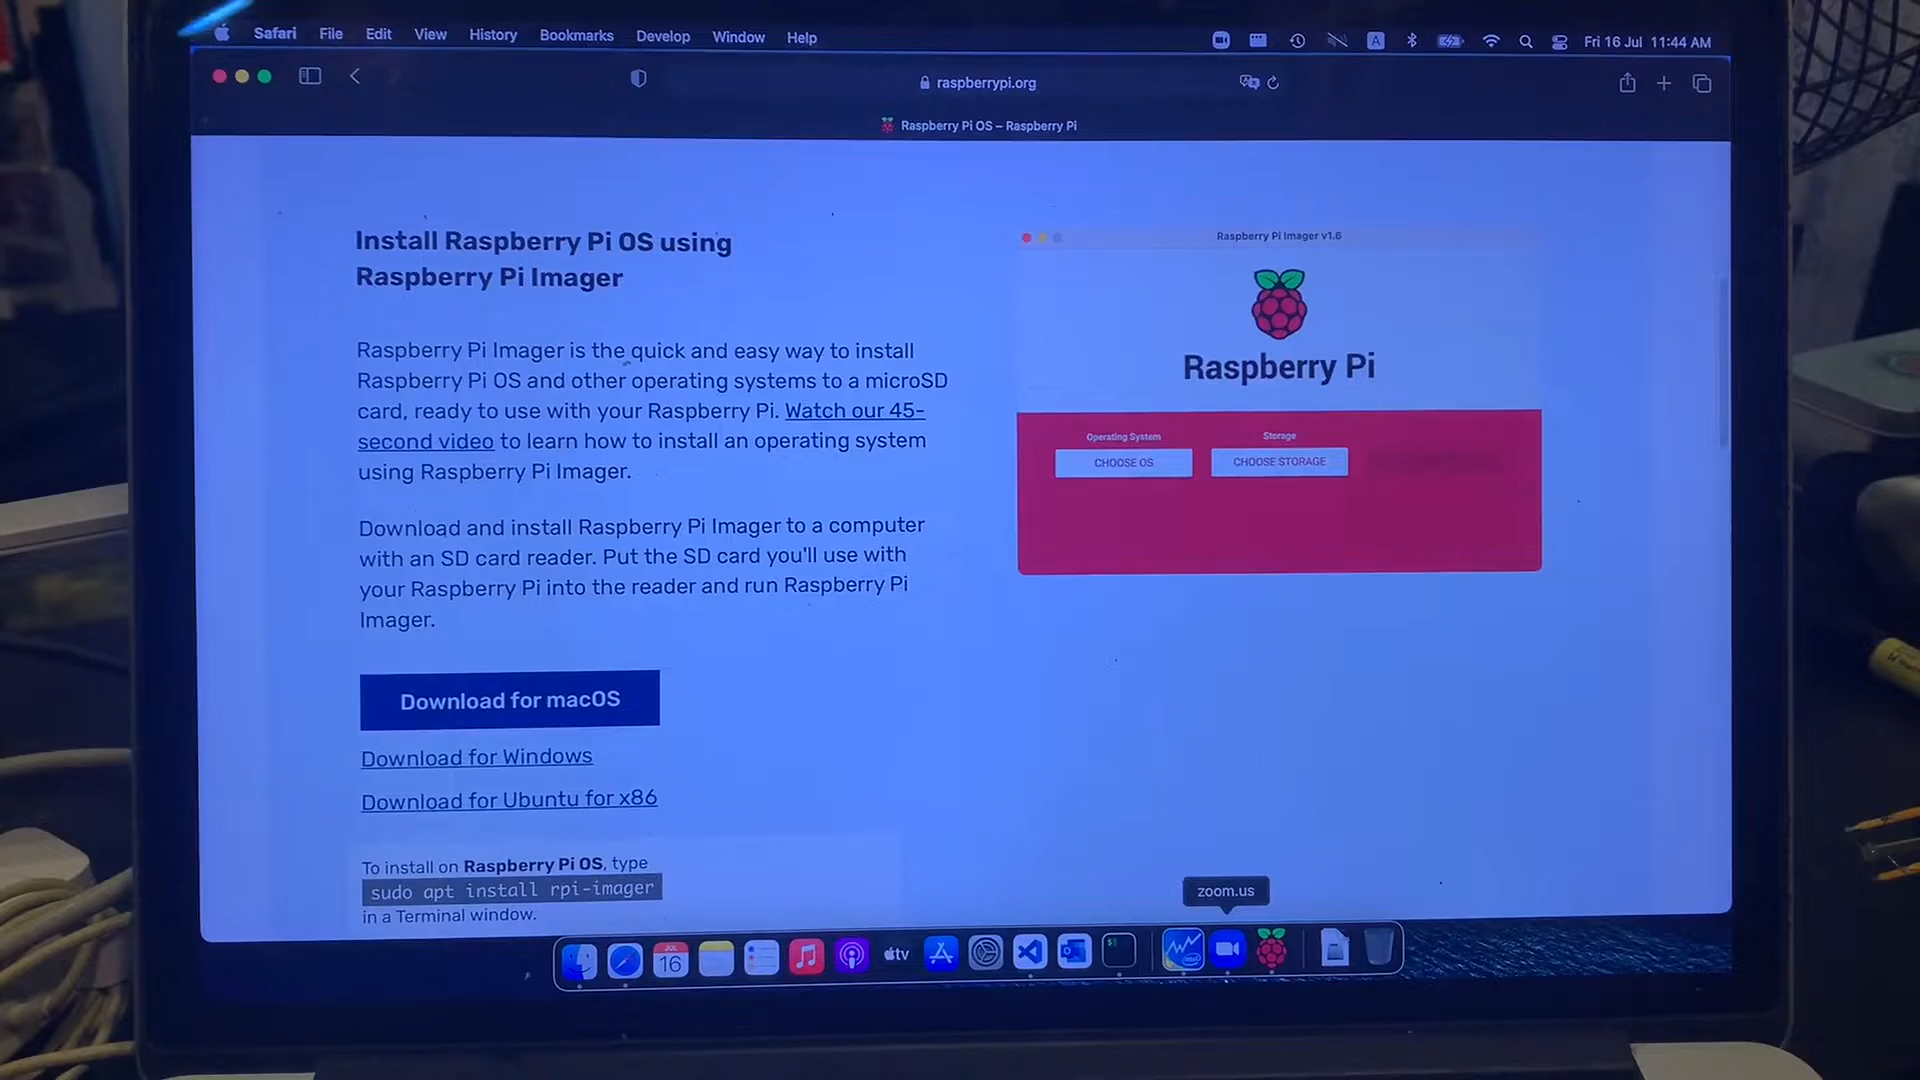 Safari File Edit View History Bookmarks Develop Window Help
A
Fri 16 Jul 11:44 AM
raspberrypi.org
Raspberry Pi OS – Raspberry Pi
Install Raspberry Pi OS using
Raspberry Pi Imager
Raspberry Pi Imager is the quick and easy way to install
Raspberry Pi OS and other operating systems to a microSD
card, ready to use with your Raspberry Pi. Watch our 45-
second video to learn how to install an operating system
using Raspberry Pi Imager.
Download and install Raspberry Pi Imager to a computer
with an SD card reader. Put the SD card you'll use with
your Raspberry Pi into the reader and run Raspberry Pi
Imager.
Download for macOS
Download for Windows
Download for Ubuntu for x86
To install on Raspberry Pi OS, type
sudo apt install rpi-imager
in a Terminal window.
Raspberry Pi Imager v1.6
Raspberry Pi
Operating System
Storage
CHOOSE OS
CHOOSE STORAGE
zoom.us
JUL
16
tv
intel